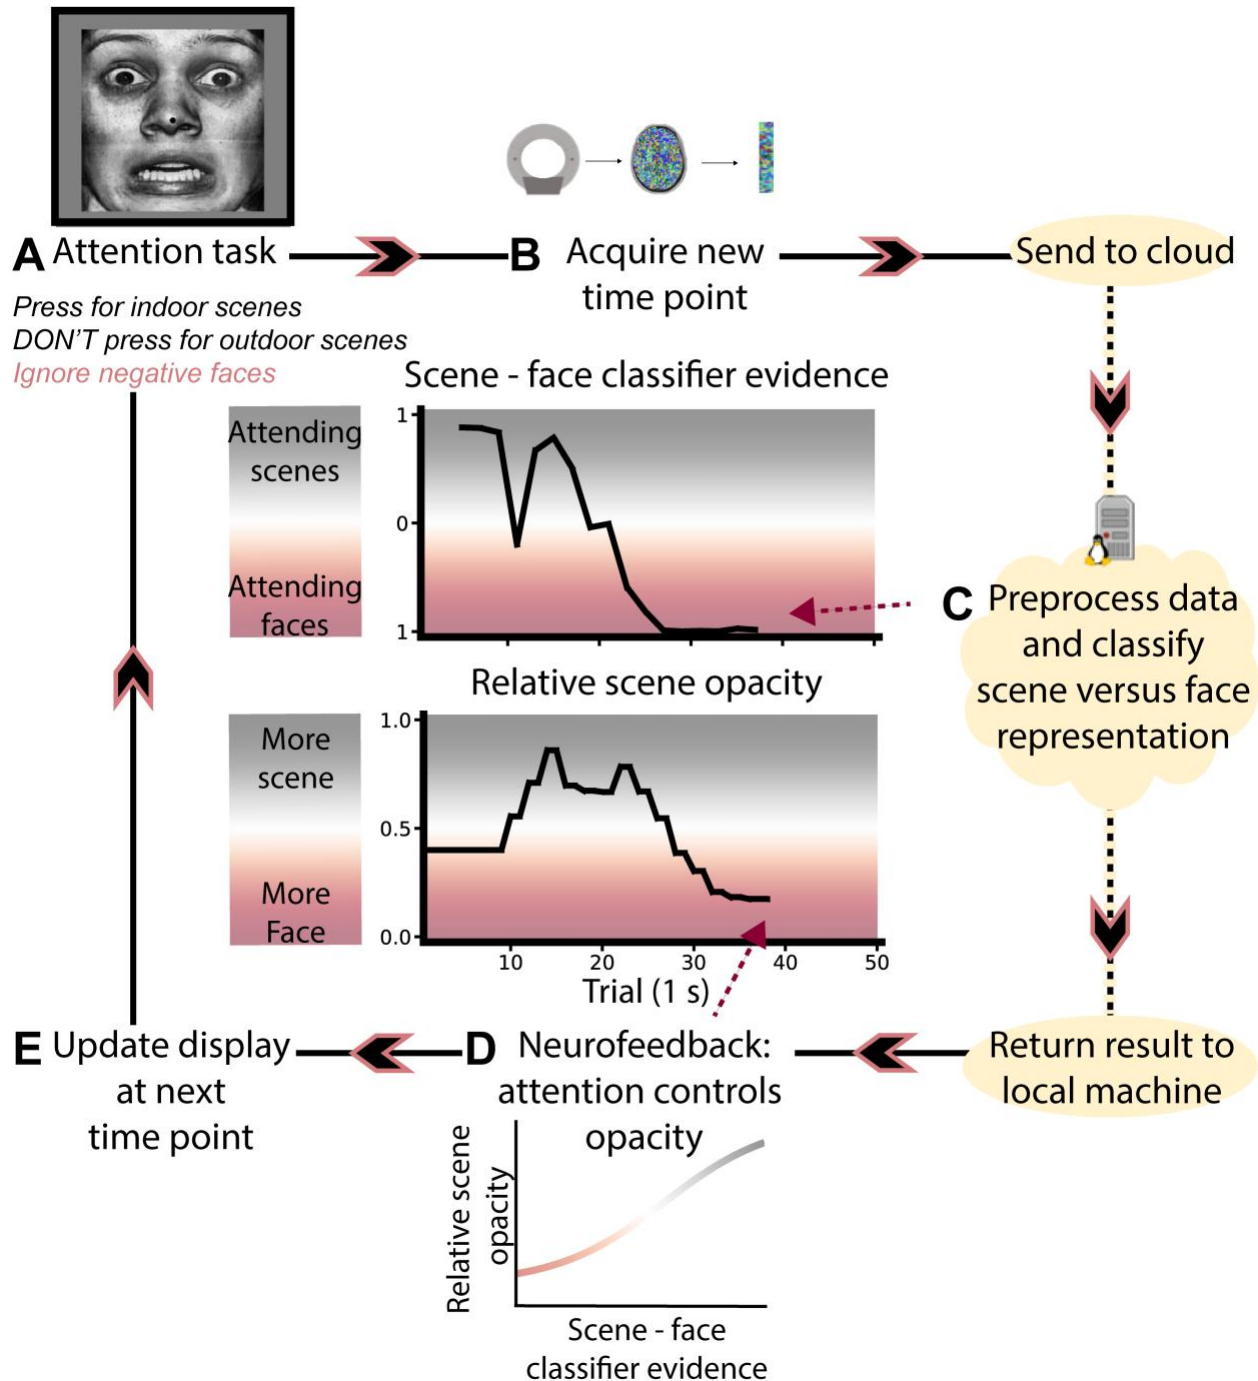 A Attention task
Press for indoor scenes
DON'T press for outdoor scenes
Ignore negative faces
B Acquire new
time point
Send to cloud
Scene - face classifier evidence
Attending
scenes
Attending
faces
1
0
1
C Preprocess data
and classify
scene versus face
representation
Relative scene opacity
More
scene
More
Face
1.0
0.5
0.0
10 20 30 40 50
Trial (1 s)
Return result to
local machine
D Neurofeedback:
attention controls
opacity
Relative scene
opacity
Scene - face
classifier evidence
E Update display
at next
time point